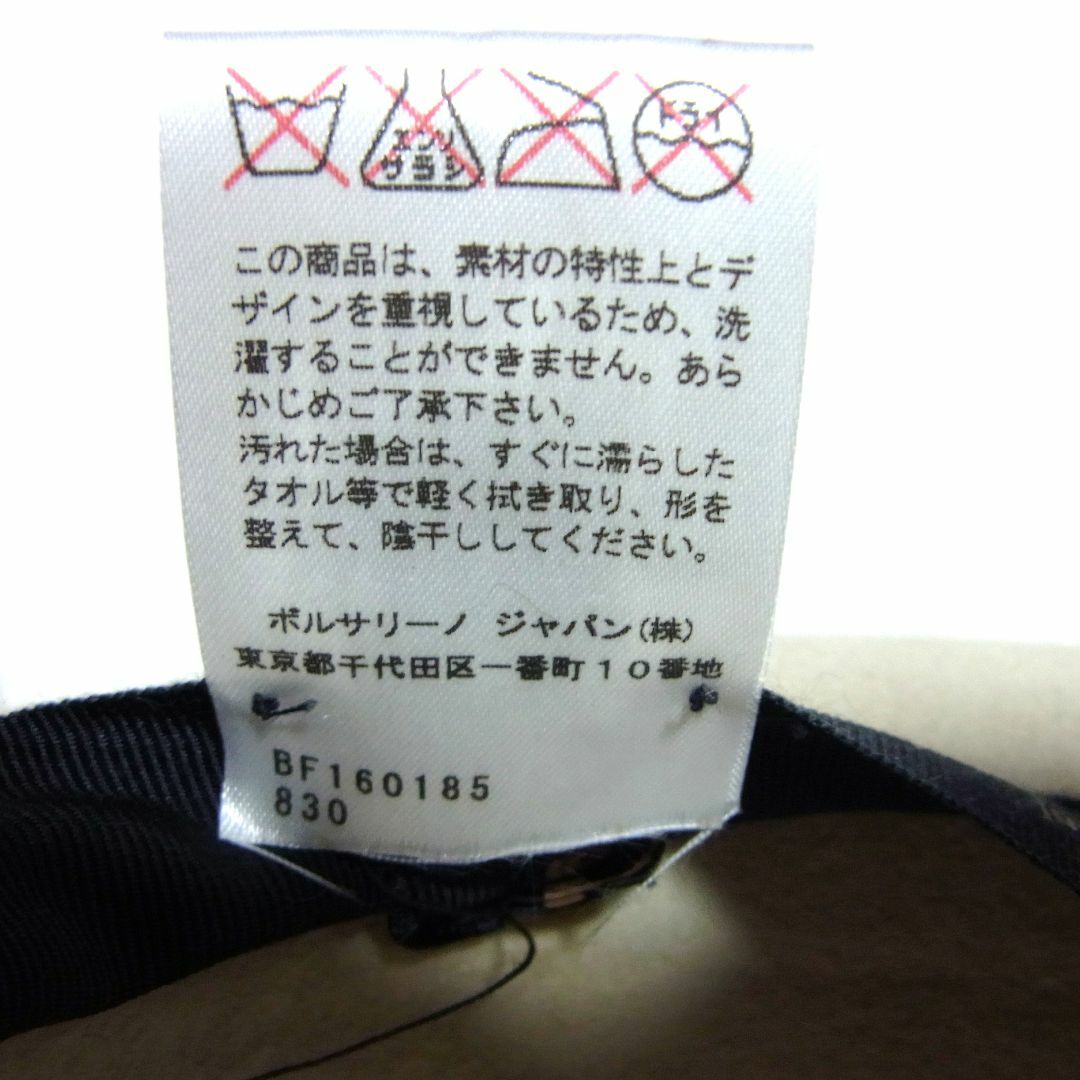 エンソ ドライ
サラシ
この商品は、素材の特性上とデ
ザインを重視しているため、洗
濯することができません。あら
かじめご了承下さい。
汚れた場合は、すぐに濡らした
タオル等で軽く拭き取り、形を
整えて、陰干ししてください。
ボルサリーノ ジャパン(株)
東京都千代田区一番町10番地
BF160185
830